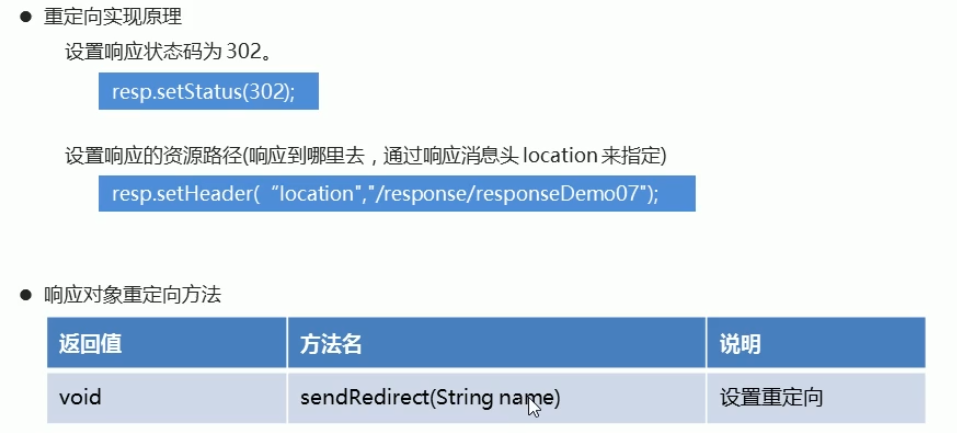 ● 重定向实现原理
设置响应状态码为 302。
resp.setStatus(302);
设置响应的资源路径(响应到哪里去，通过响应消息头 location 来指定)
resp.setHeader( “location","/response/responseDemo07");
● 响应对象重定向方法
返回值 方法名 说明
void sendRedirect(String name) 设置重定向